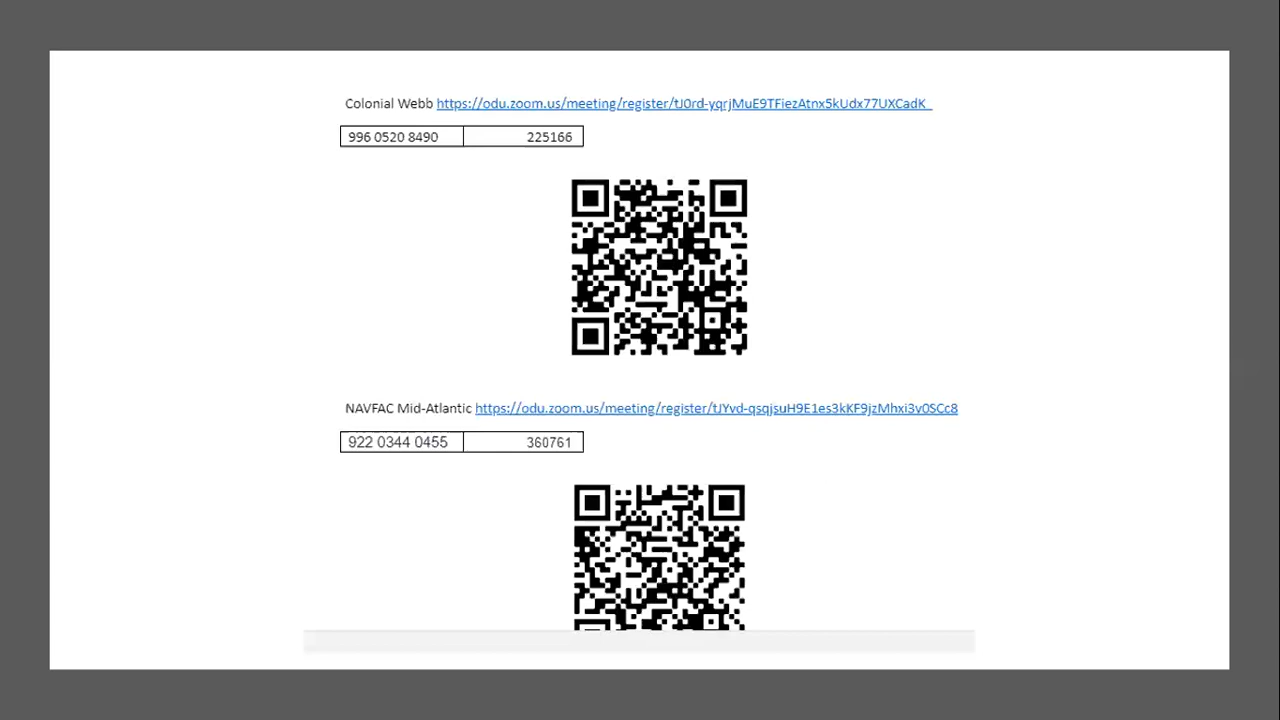 Colonial Webb https://odu.zoom.us/meeting/register/tJ0rd-yqrjMuE9TFiezAtnx5kUdx77UXCadK_
996 0520 8490 225166
NAVFAC Mid-Atlantic https://odu.zoom.us/meeting/register/tJYvd-qsqjsuH9E1es3kKF9jzMhxi3v0SCc8
922 0344 0455 360761